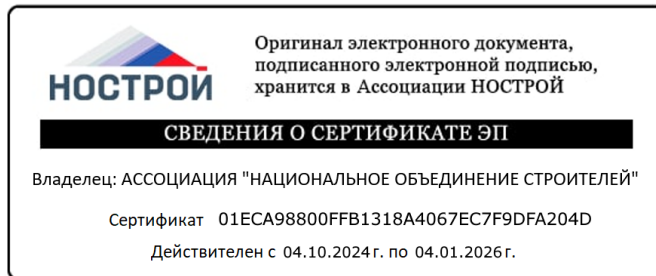 НОСТРОЙ
Оригинал электронного документа,
подписанного электронной подписью,
хранится в Ассоциации НОСТРОЙ
СВЕДЕНИЯ О СЕРТИФИКАТЕ ЭП
Владелец: АССОЦИАЦИЯ "НАЦИОНАЛЬНОЕ ОБЪЕДИНЕНИЕ СТРОИТЕЛЕЙ"
Сертификат 01ECA98800FFB1318A4067EC7F9DFA204D
Действителен с 04.10.2024 г. по 04.01.2026 г.